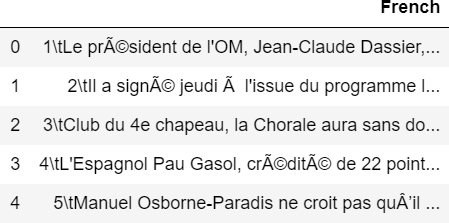 French
0 1\tLe prÃ©sident de l'OM, Jean-Claude Dassier,...
1 2\tIl a signÃ© jeudi Ã  l'issue du programme l...
2 3\tClub du 4e chapeau, la Chorale aura sans do...
3 4\tL'Espagnol Pau Gasol, crÃ©ditÃ© de 22 point...
4 5\tManuel Osborne-Paradis ne croit pas quÂ’il ...